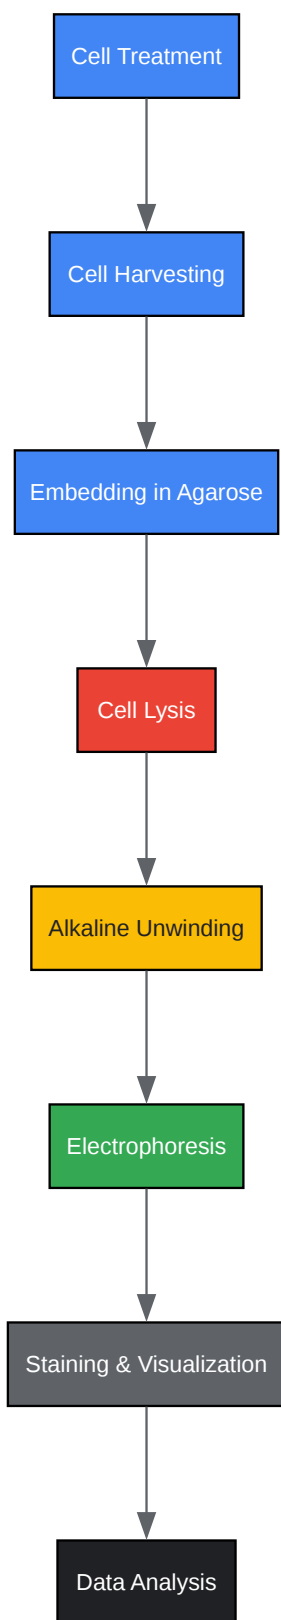 Cell Treatment
Cell Harvesting
Embedding in Agarose
Cell Lysis
Alkaline Unwinding
Electrophoresis
Staining & Visualization
Data Analysis